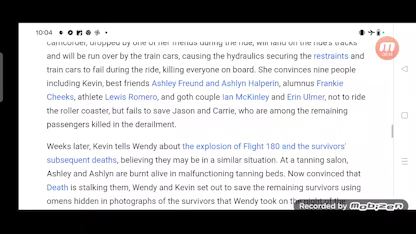 10:04
camcorder, dropped by one of her friends during the ride, will land on the ride's tracks
and will be run over by the train cars, causing the hydraulics securing the restraints and
train cars to fail during the ride, killing everyone on board. She convinces nine people
including Kevin, best friends Ashley Freund and Ashlyn Halperin, alumnus Frankie
Cheeks, athlete Lewis Romero, and goth couple Ian McKinley and Erin Ulmer, not to ride
the roller coaster, but fails to save Jason and Carrie, who are among the remaining
passengers killed in the derailment.
Weeks later, Kevin tells Wendy about the explosion of Flight 180 and the survivors'
subsequent deaths, believing they may be in a similar situation. At a tanning salon,
Ashley and Ashlyn are burnt alive in malfunctioning tanning beds. Now convinced that
Death is stalking them, Wendy and Kevin set out to save the remaining survivors using
omens hidden in photographs of the survivors that Wendy took on the night of the
Recorded by mobizen